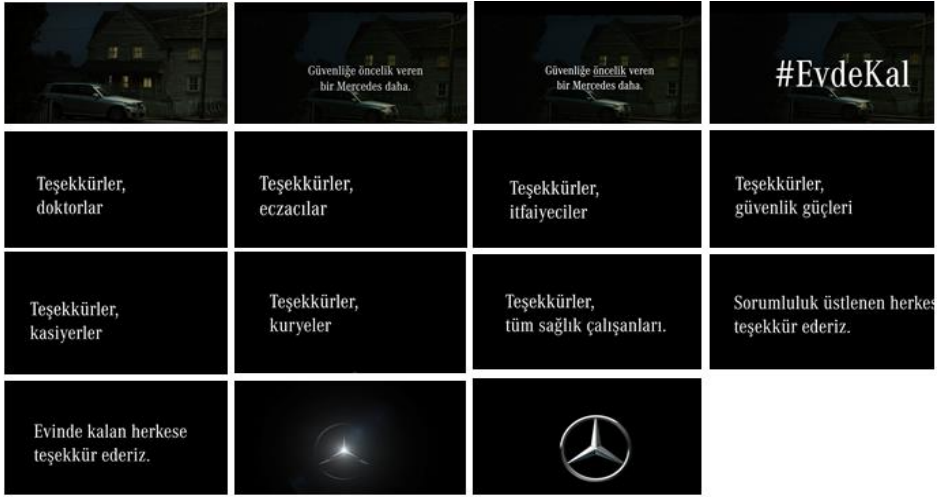 Güvenliğe öncelik veren
bir Mercedes daha.
Güvenliğe öncelik veren
bir Mercedes daha.
#EvdeKal
Teşekkürler,
doktorlar
Teşekkürler,
eczacılar
Teşekkürler,
itfaiyeciler
Teşekkürler,
güvenlik güçleri
Teşekkürler,
kasiyerler
Teşekkürler,
kuryeler
Teşekkürler,
tüm sağlık çalışanları.
Sorumluluk üstlenen herkes
teşekkür ederiz.
Evinde kalan herkese
teşekkür ederiz.